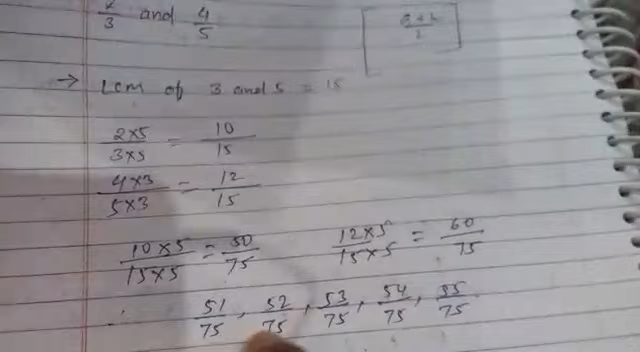 2/3 and 4/5
→ Lcm of 3 and 5 = 15
2×5/3×5 = 10/15
4×3/5×3 = 12/15
10×5/15×5 = 50/75 12×5/15×5 = 60/75
∴ 51/75, 52/75, 53/75, 54/75, 55/75